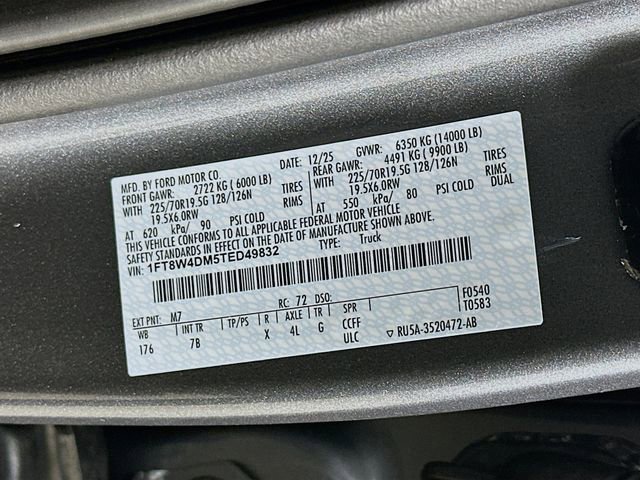 MFD. BY FORD MOTOR CO. DATE: 12/25 GVWR: 6350 KG (14000 LB)
FRONT GAWR: 2722 KG (6000 LB) REAR GAWR: 4491 KG (9900 LB)
WITH 225/70R19.5G 128/126N TIRES WITH 225/70R19.5G 128/126N TIRES
19.5X6.0RW RIMS 19.5X6.0RW RIMS
AT 620 kPa/ 90 PSI COLD AT 550 kPa/ 80 PSI COLD DUAL
THIS VEHICLE CONFORMS TO ALL APPLICABLE FEDERAL MOTOR VEHICLE
SAFETY STANDARDS IN EFFECT ON THE DATE OF MANUFACTURE SHOWN ABOVE.
VIN: 1FT8W4DM5TED49832 TYPE: Truck
EXT PNT: M7 RC: 72 DSO: F0540
WB INT TR TP/PS R AXLE TR SPR T0583
176 7B X 4L G CCFF
ULC ▽ RU5A-3520472-AB